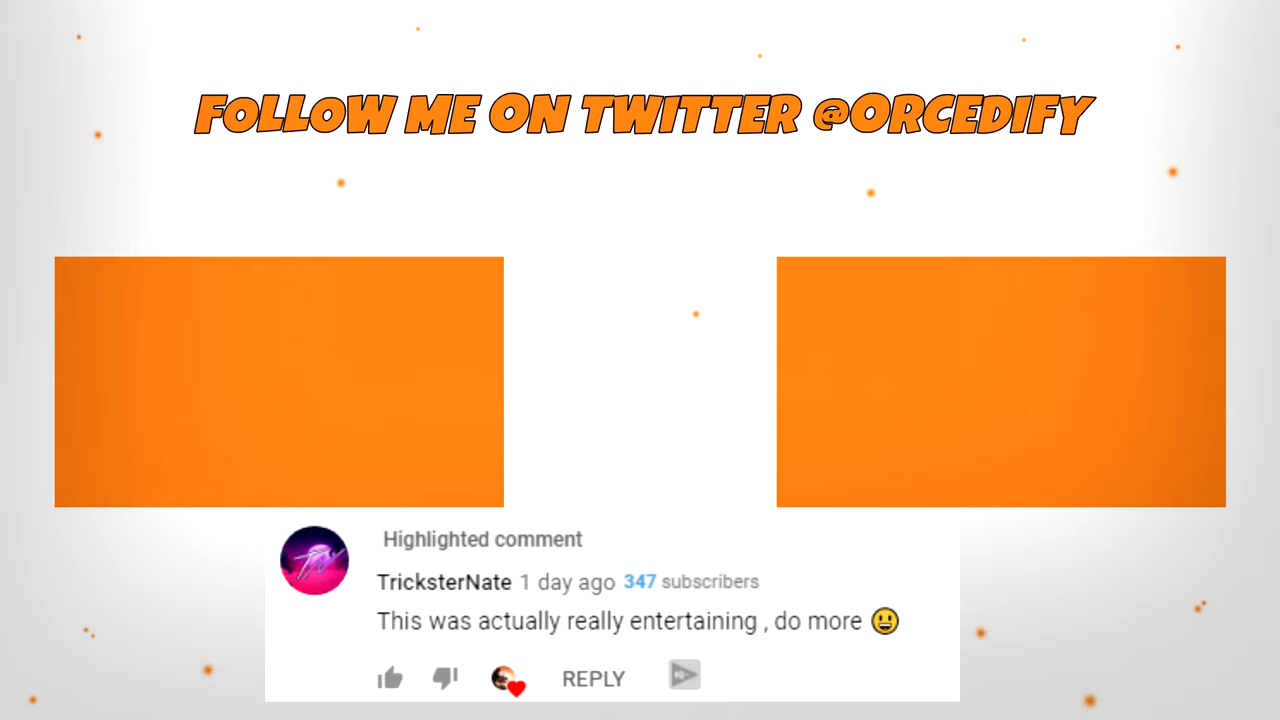 FOLLOW ME ON TWITTER @ORCEDIFY
Highlighted comment
TricksterNate 1 day ago 347 subscribers
This was actually really entertaining , do more 😃
REPLY